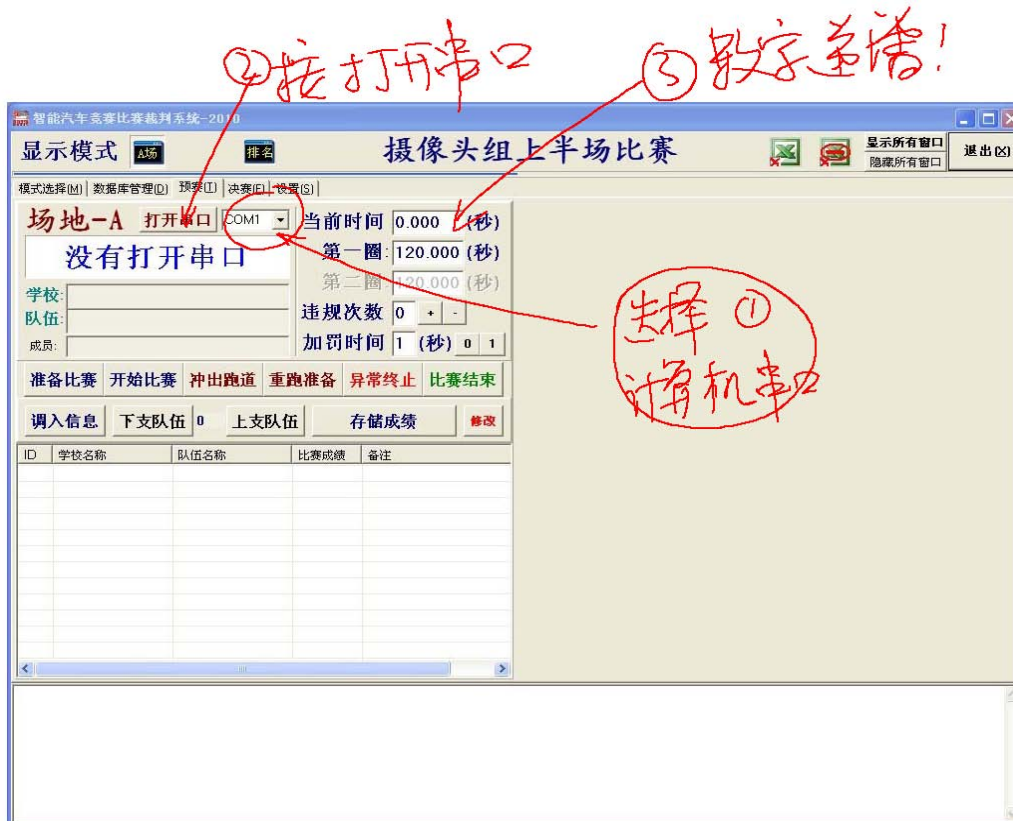 ②按打开串口
③数字递增!
智能汽车竞赛比赛裁判系统-2010
显示模式 A场 排名 摄像头组上半场比赛 显示所有窗口 隐藏所有窗口 退出(X)
模式选择(M) 数据库管理(D) 预赛(I) 决赛(F) 设置(S)
场地-A 打开串口 COM1 当前时间 0.000 (秒)
没有打开串口 第一圈: 120.000 (秒)
第二圈: 120.000 (秒)
学校:
队伍: 违规次数 0 + -
成员: 加罚时间 1 (秒) 0 1
选择 ①
计算机串口
准备比赛 开始比赛 冲出跑道 重跑准备 异常终止 比赛结束
调入信息 下支队伍 0 上支队伍 存储成绩 修改
ID 学校名称 队伍名称 比赛成绩 备注